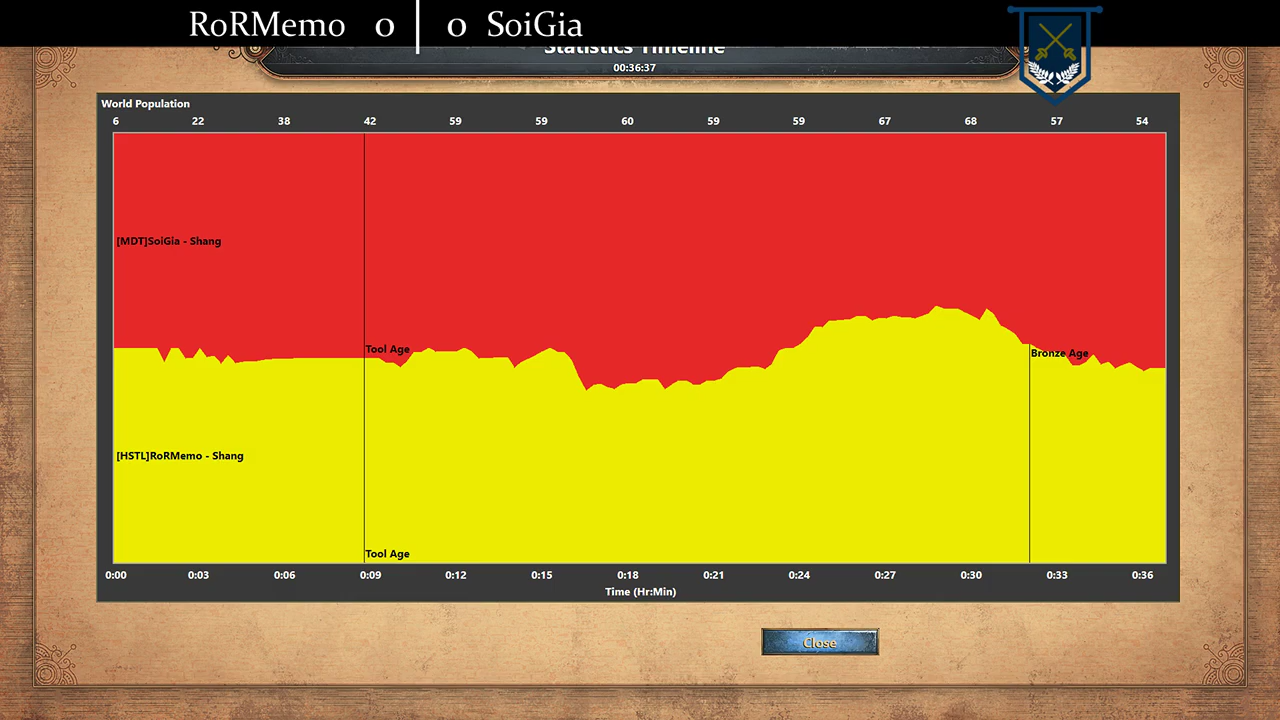 RoRMemo 0 | 0 SoiGia
Statistics Timeline
00:36:37
World Population
6 22 38 42 59 59 60 59 59 67 68 57 54
[MDT]SoiGia - Shang
Tool Age
Bronze Age
[HSTL]RoRMemo - Shang
Tool Age
0:00 0:03 0:06 0:09 0:12 0:15 0:18 0:21 0:24 0:27 0:30 0:33 0:36
Time (Hr:Min)
Close